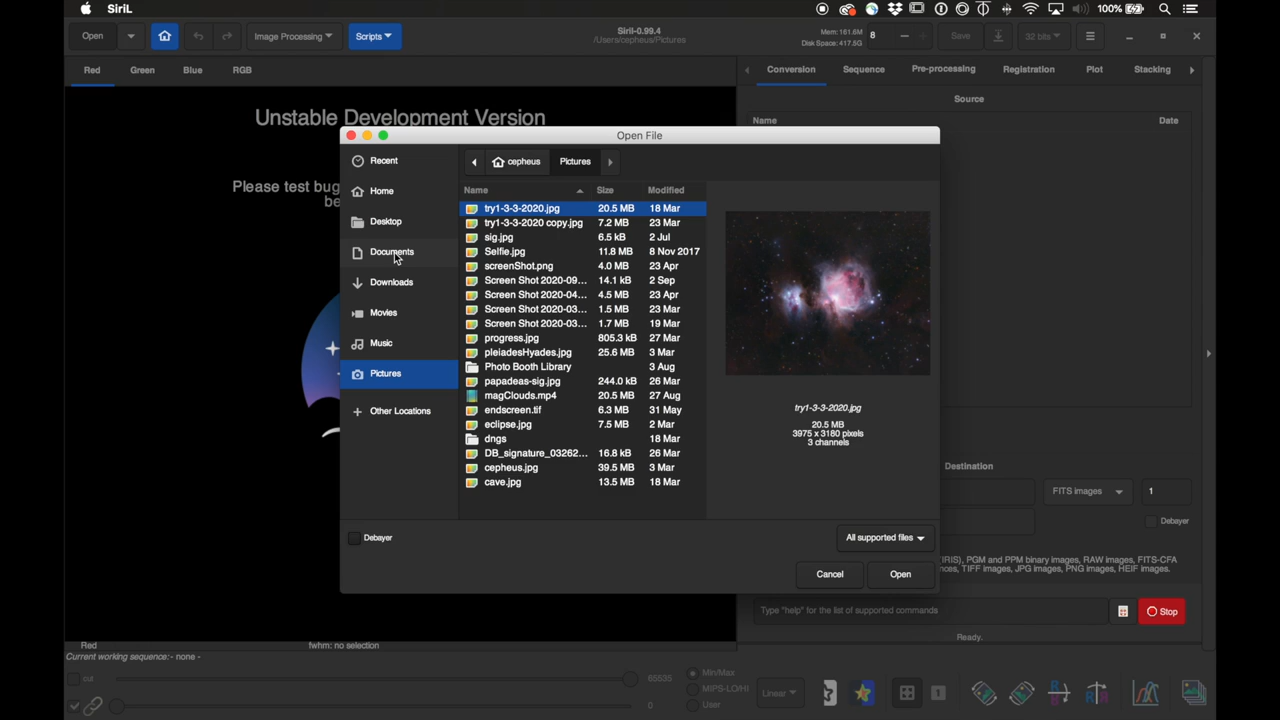 SiriL
100%
Open
Image Processing
Scripts
Siril-0.99.4
/Users/cepheus/Pictures
Mem:161.6M
Disk Space:417.5G
8
Save
32 bits
Red Green Blue RGB
Conversion Sequence Pre-processing Registration Plot Stacking
Source
Name Date
Unstable Development Version
Please test bug
be
Open File
Recent
Home
Desktop
Documents
Downloads
Movies
Music
Pictures
Other Locations
cepheus Pictures
Name Size Modified
try1-3-3-2020.jpg 20.5 MB 18 Mar
try1-3-3-2020 copy.jpg 7.2 MB 23 Mar
sig.jpg 6.5 kB 2 Jul
Selfie.jpg 11.8 MB 8 Nov 2017
screenShot.png 4.0 MB 23 Apr
Screen Shot 2020-09... 14.1 kB 2 Sep
Screen Shot 2020-04... 4.5 MB 23 Apr
Screen Shot 2020-03... 1.5 MB 23 Mar
Screen Shot 2020-03... 1.7 MB 19 Mar
progress.jpg 805.3 kB 27 Mar
pleiadesHyades.jpg 25.6 MB 3 Mar
Photo Booth Library 3 Aug
papadeas-sig.jpg 244.0 kB 26 Mar
magClouds.mp4 20.5 MB 27 Aug
endscreen.tif 6.3 MB 31 May
eclipse.jpg 7.5 MB 2 Mar
dngs 18 Mar
DB_signature_03262... 16.8 kB 26 Mar
cepheus.jpg 39.5 MB 3 Mar
cave.jpg 13.5 MB 18 Mar
try1-3-3-2020.jpg
20.5 MB
3975 x 3180 pixels
3 channels
Debayer
All supported files
Cancel Open
Destination
FITS images 1
Debayer
(IRIS), PGM and PPM binary images, RAW images, FITS-CFA
nces, TIFF images, JPG images, PNG images, HEIF images.
Type "help" for the list of supported commands
Stop
Ready.
Red fwhm: no selection
Current working sequence:- none -
cut 65535
0
Min/Max
MIPS-LO/HI
User
Linear
1